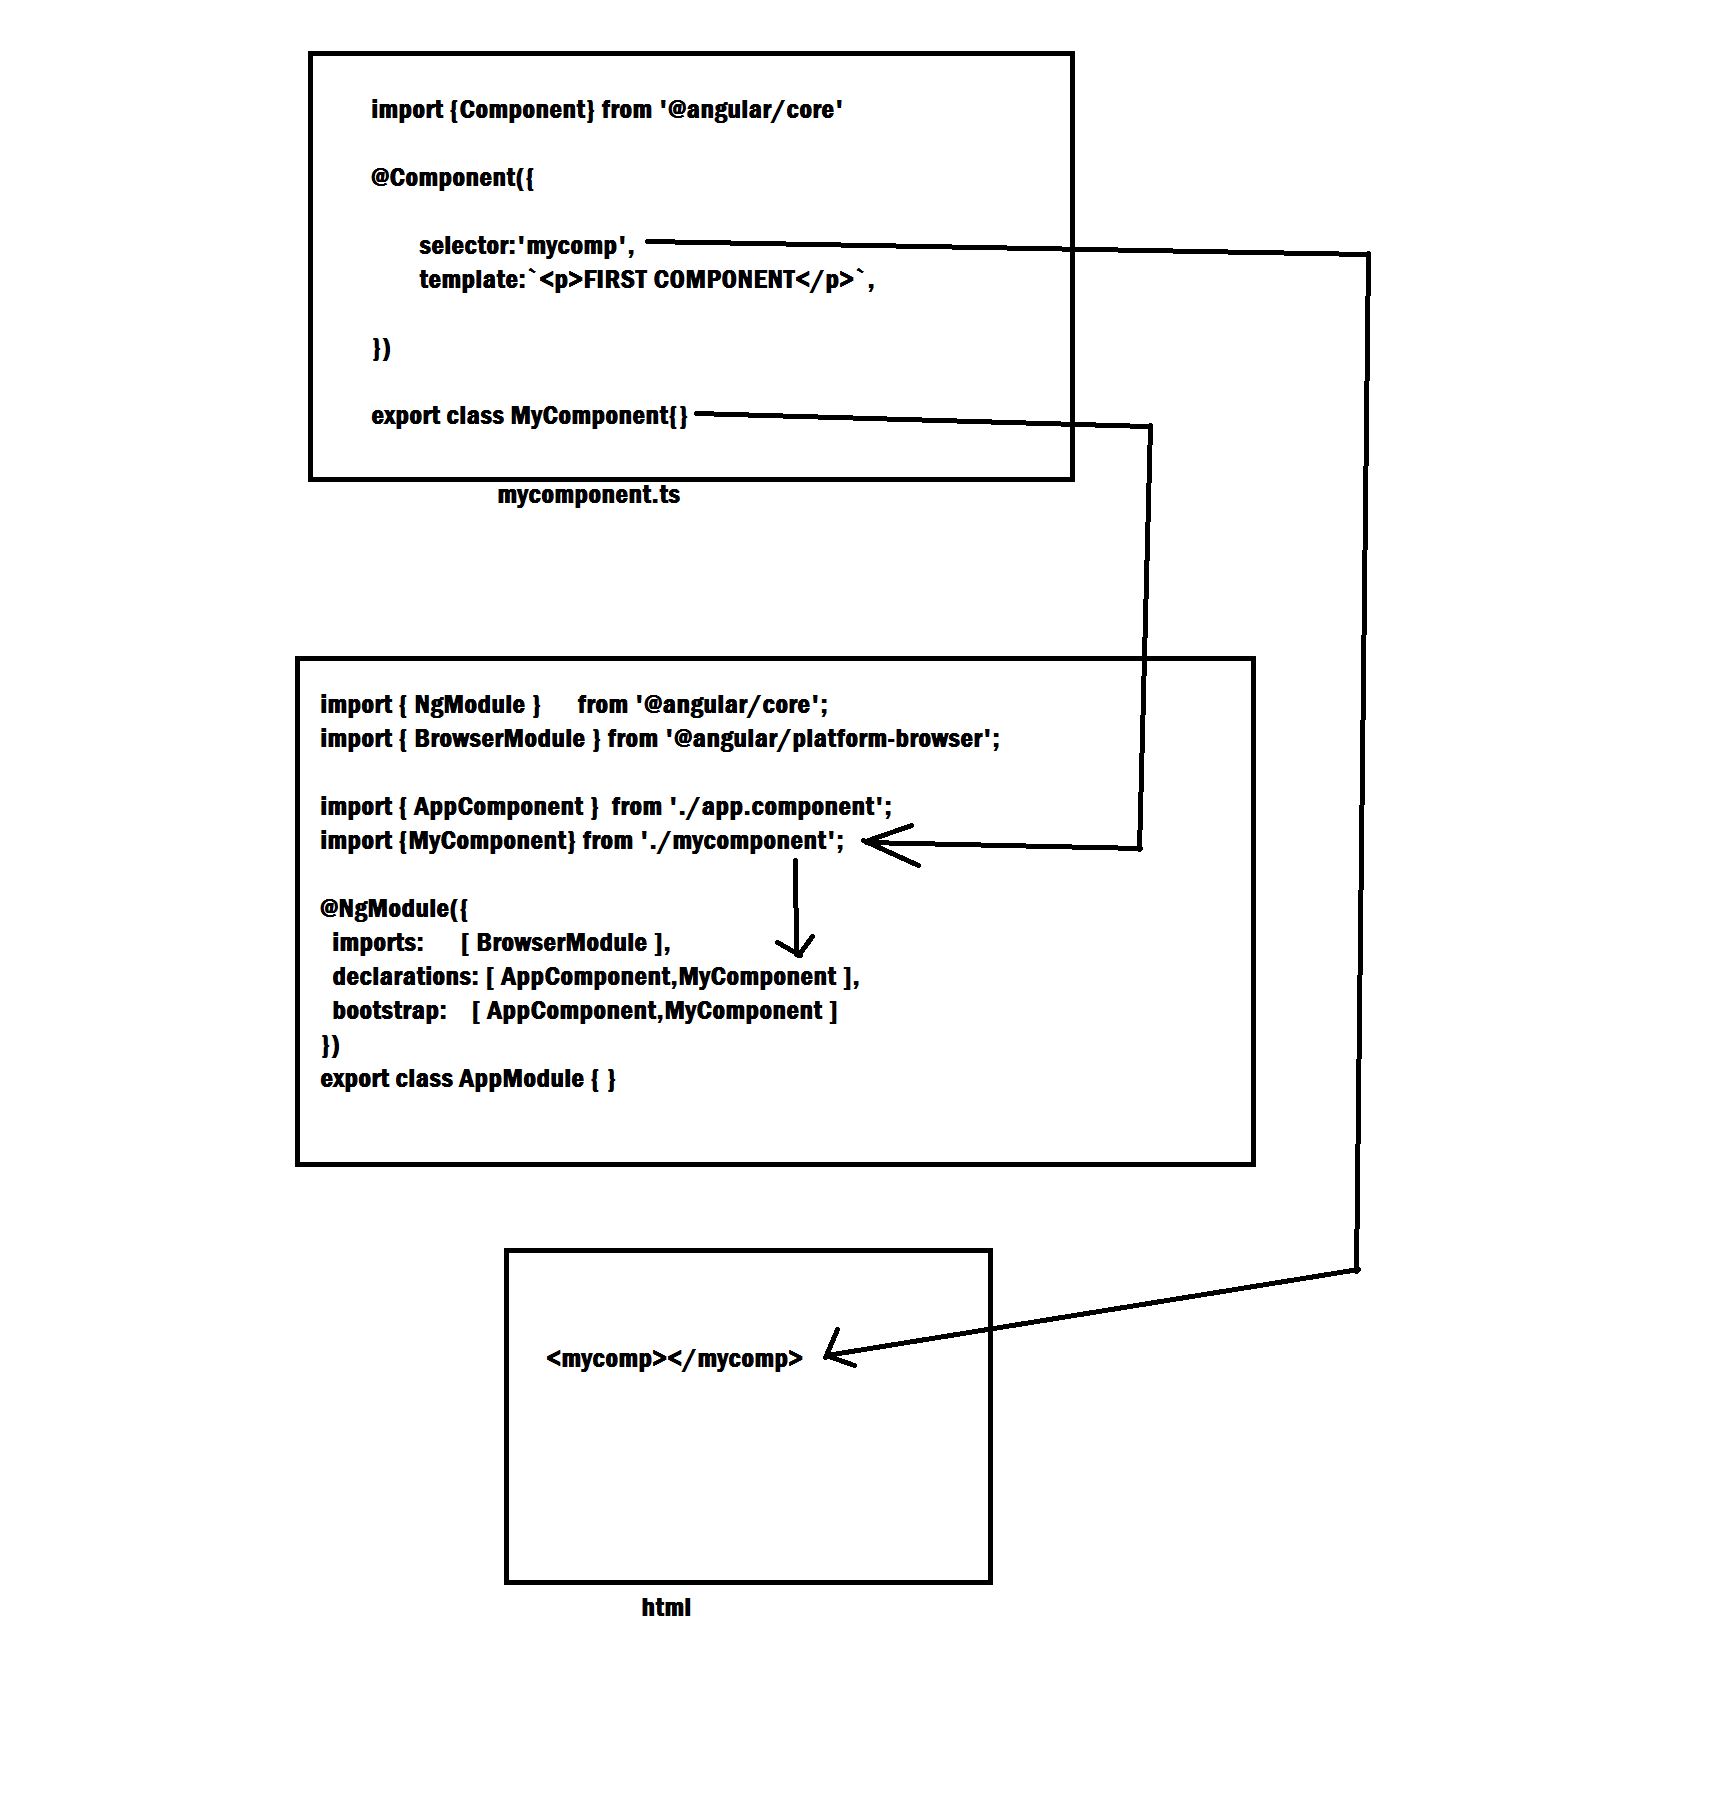 import {Component} from '@angular/core'
@Component({
selector:'mycomp',
template:`<p>FIRST COMPONENT</p>`,
})
export class MyComponent{}
mycomponent.ts
import { NgModule }      from '@angular/core';
import { BrowserModule } from '@angular/platform-browser';
import { AppComponent }  from './app.component';
import {MyComponent} from './mycomponent';
@NgModule({
imports:      [ BrowserModule ],
declarations: [ AppComponent,MyComponent ],
bootstrap:    [ AppComponent,MyComponent ]
})
export class AppModule { }
<mycomp></mycomp>
html